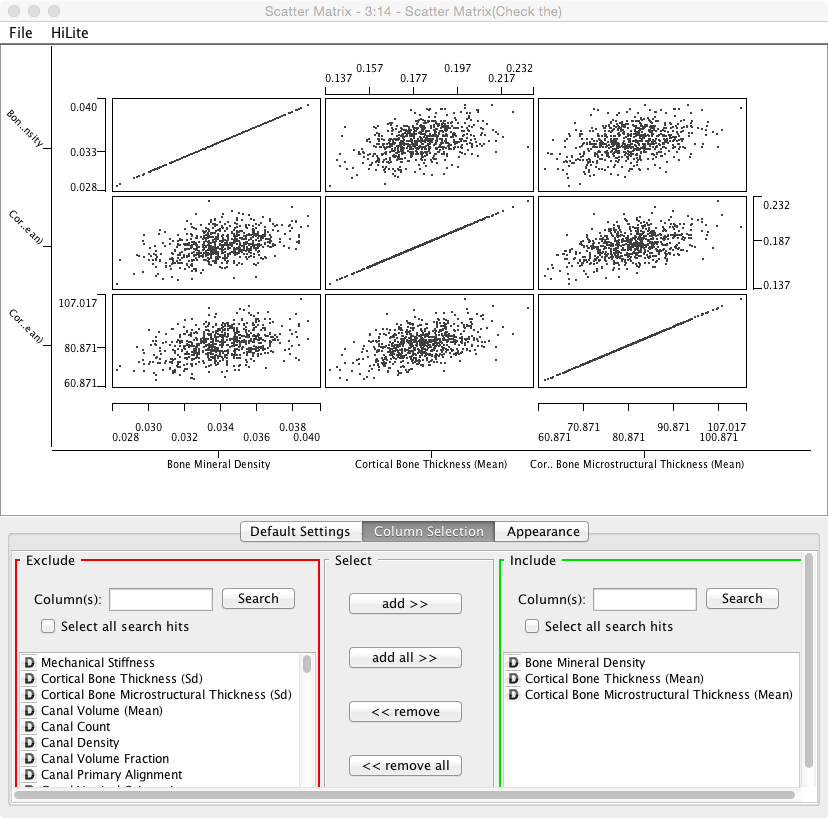 Scatter Matrix - 3:14 - Scatter Matrix(Check the)
File HiLite
0.157 0.197 0.232
0.137 0.177 0.217
Bon..nsity
0.040
0.033
0.028
Cor..ean)
0.232
0.187
0.137
Cor..ean)
107.017
80.871
60.871
0.030 0.034 0.038 70.871 90.871 107.017
0.028 0.032 0.036 0.040 60.871 80.871 100.871
Bone Mineral Density Cortical Bone Thickness (Mean) Cor.. Bone Microstructural Thickness (Mean)
Default Settings Column Selection Appearance
Exclude Select Include
Column(s): Search add >> Column(s): Search
Select all search hits Select all search hits
add all >>
Mechanical Stiffness Bone Mineral Density
Cortical Bone Thickness (Sd) Cortical Bone Thickness (Mean)
Cortical Bone Microstructural Thickness (Sd) Cortical Bone Microstructural Thickness (Mean)
Canal Volume (Mean) << remove
Canal Count
Canal Density
Canal Volume Fraction << remove all
Canal Primary Alignment